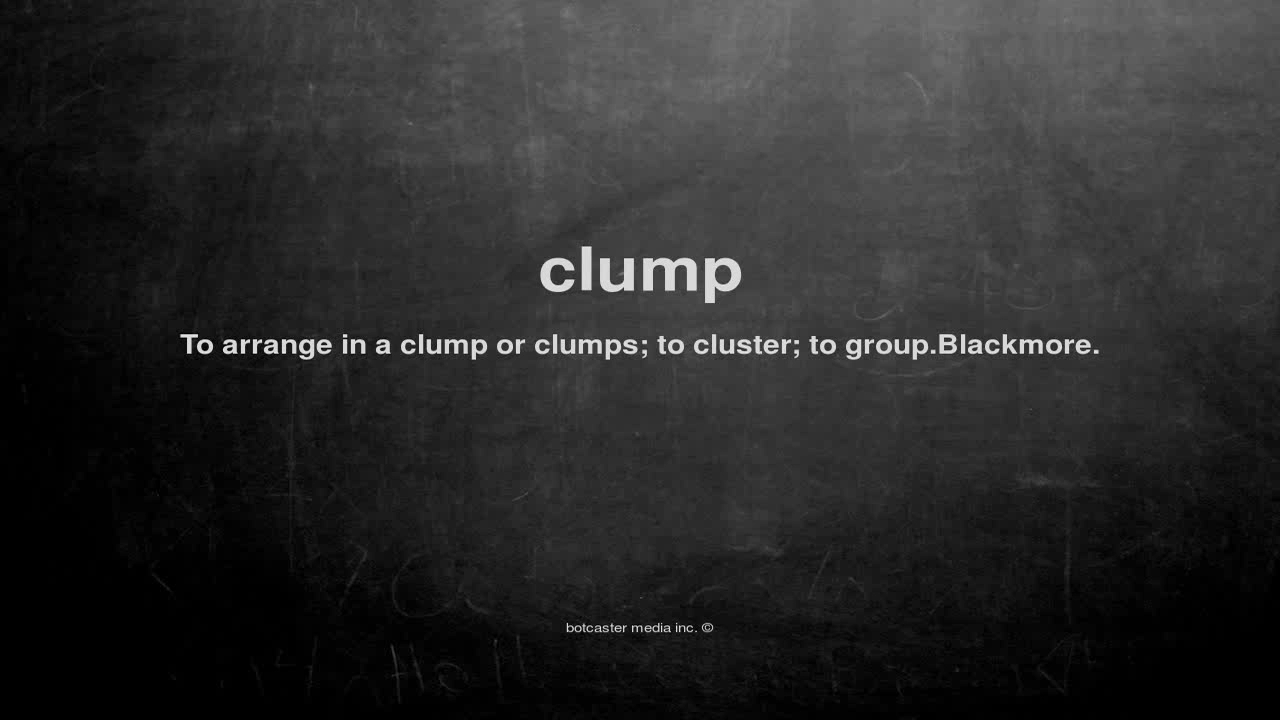 clump
To arrange in a clump or clumps; to cluster; to group.Blackmore.
botcaster media inc. ©